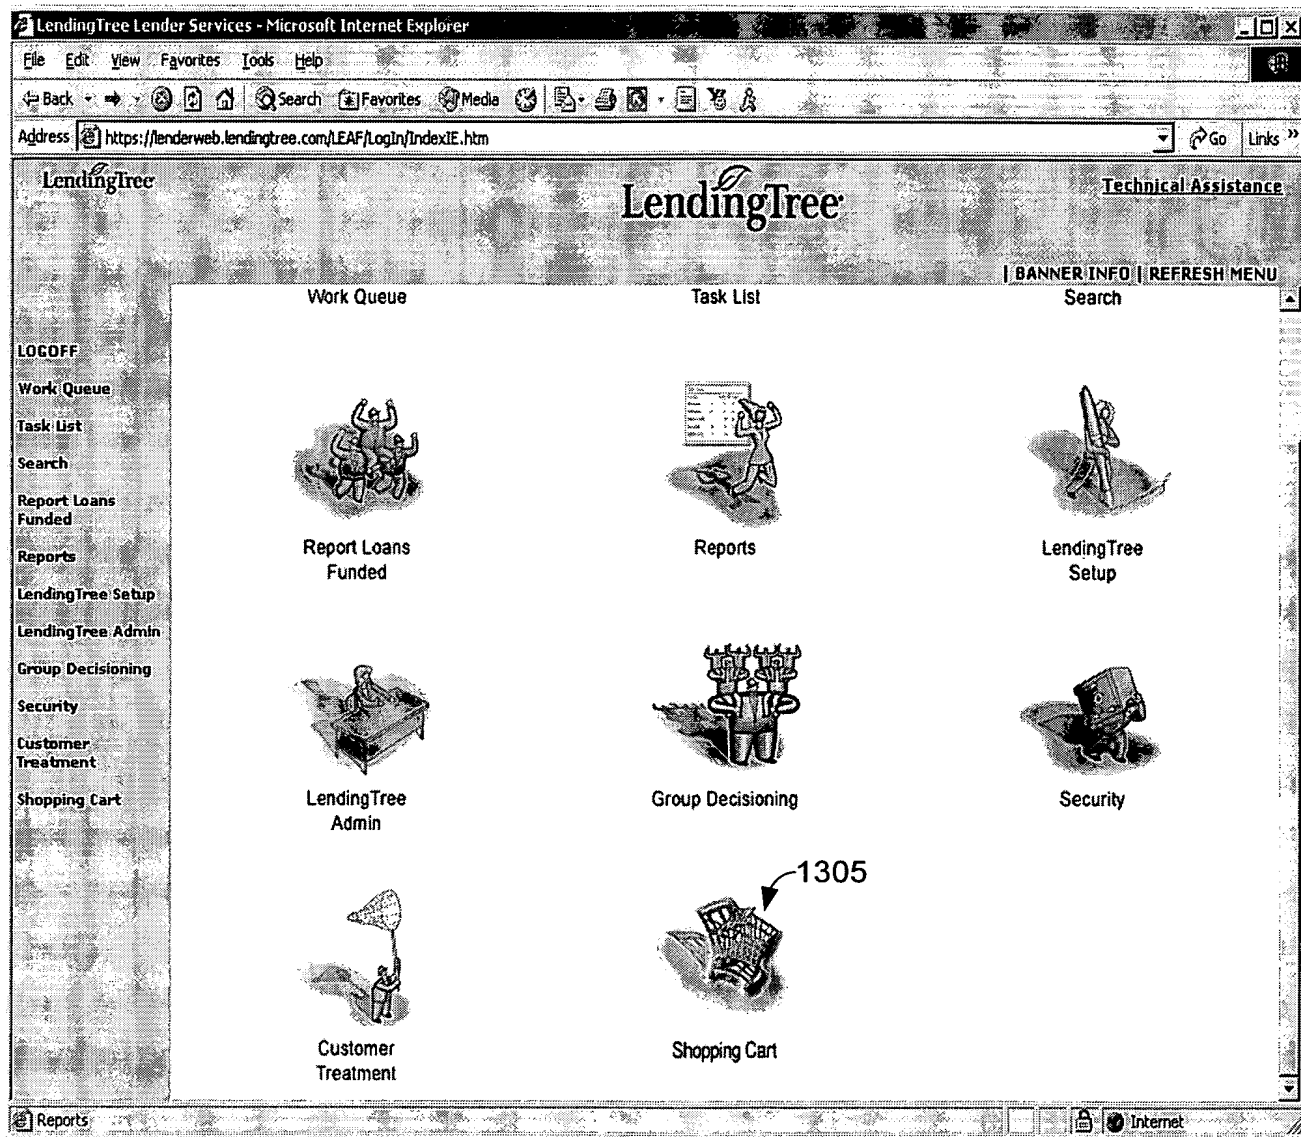 LendingTree Lender Services - Microsoft Internet Explorer
File Edit View Favorites Tools Help
Back Search Favorites Media
Address https://lenderweb.lendingtree.com/LEAF/LogIn/IndexIE.htm Go Links »
LendingTree
LendingTree
Technical Assistance
| BANNER INFO | REFRESH MENU
LOGOFF
Work Queue
Task List
Search
Report Loans
Funded
Reports
LendingTree Setup
LendingTree Admin
Group Decisioning
Security
Customer
Treatment
Shopping Cart
Work Queue Task List Search
Report Loans
Funded
Reports
LendingTree
Setup
LendingTree
Admin
Group Decisioning
Security
1305
Customer
Treatment
Shopping Cart
Reports Internet